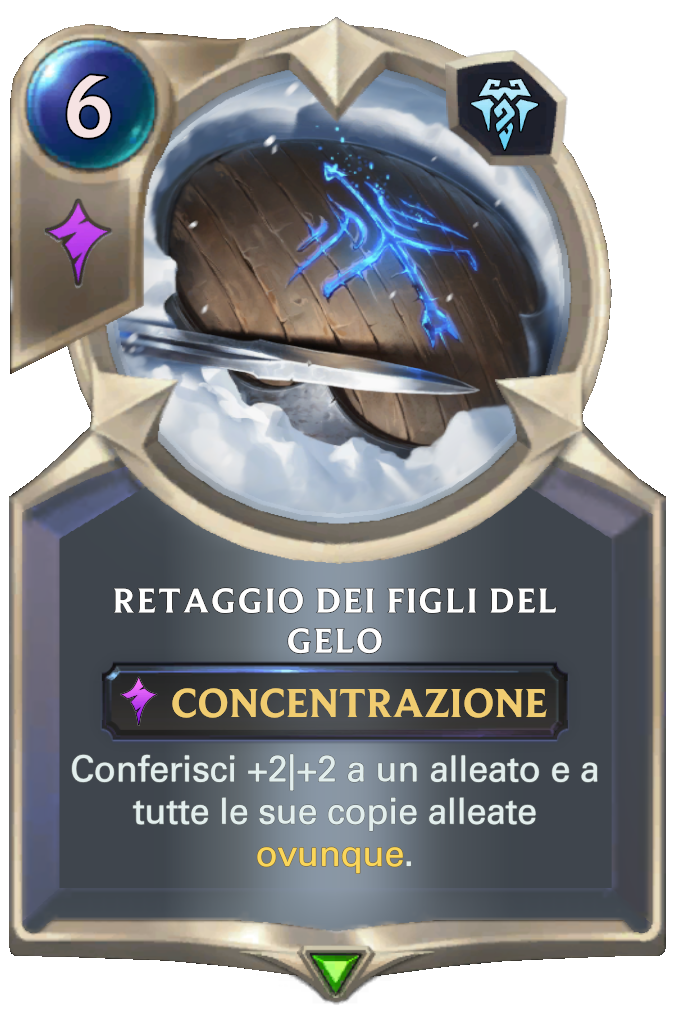 6
RETAGGIO DEI FIGLI DEL
GELO
CONCENTRAZIONE
Conferisci +2|+2 a un alleato e a
tutte le sue copie alleate
ovunque.